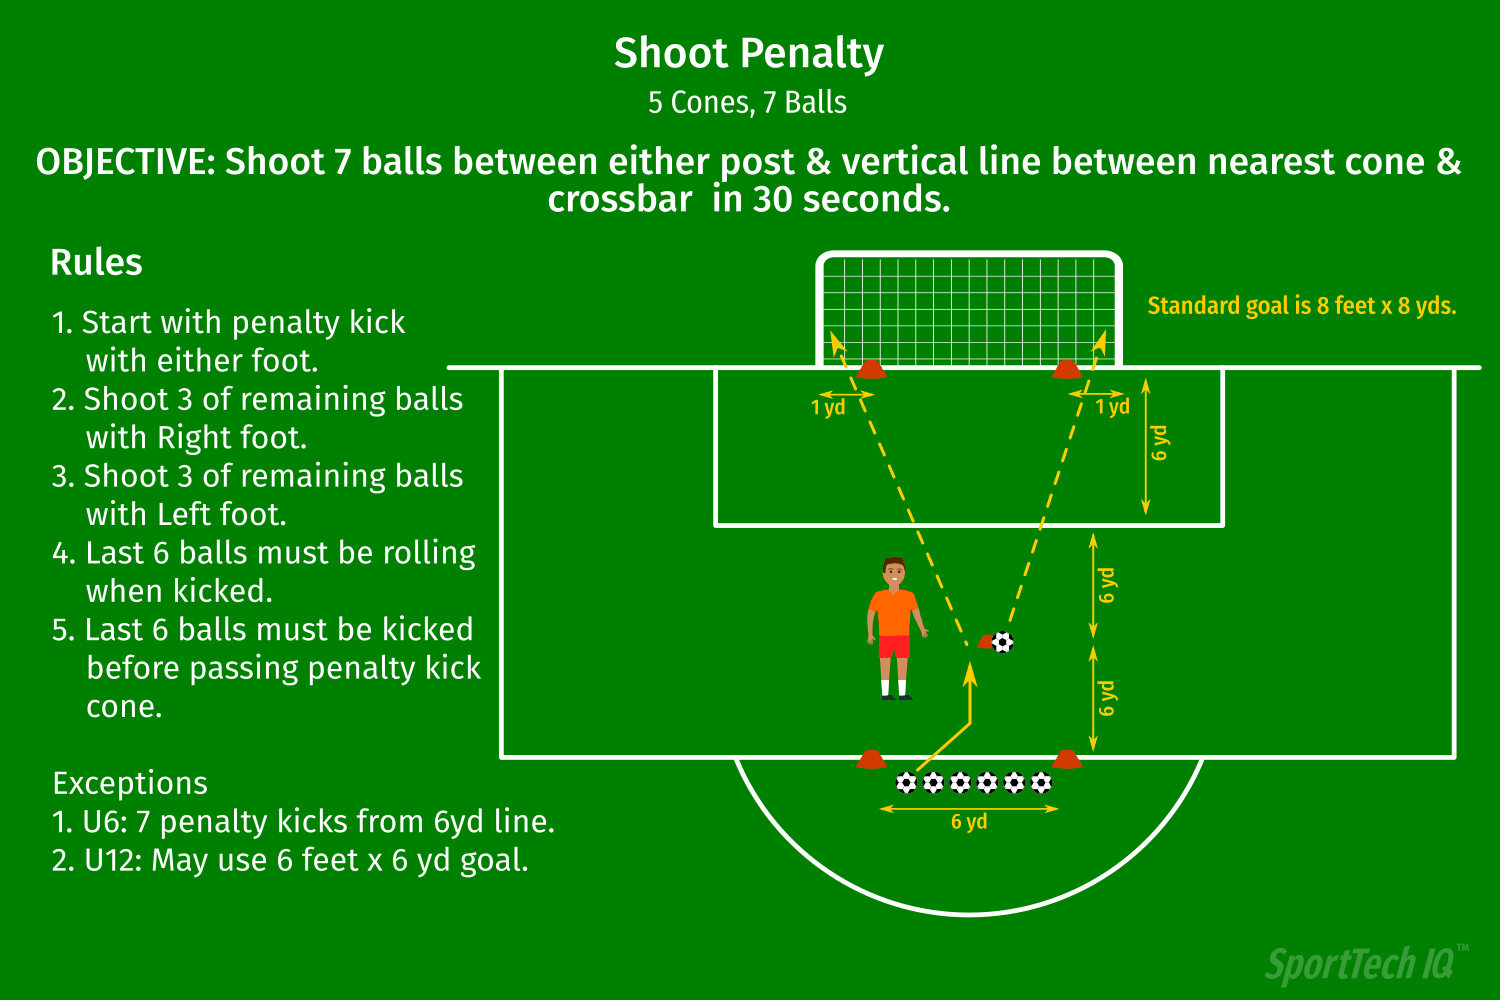 Shoot Penalty
5 Cones, 7 Balls
OBJECTIVE: Shoot 7 balls between either post & vertical line between nearest cone &
crossbar in 30 seconds.
Rules
1. Start with penalty kick
with either foot.
2. Shoot 3 of remaining balls
with Right foot.
3. Shoot 3 of remaining balls
with Left foot.
4. Last 6 balls must be rolling
when kicked.
5. Last 6 balls must be kicked
before passing penalty kick
cone.
Exceptions
1. U6: 7 penalty kicks from 6yd line.
2. U12: May use 6 feet x 6 yd goal.
Standard goal is 8 feet x 8 yds.
1 yd
1 yd
6 yd
6 yd
6 yd
6 yd
SportTech IQ™